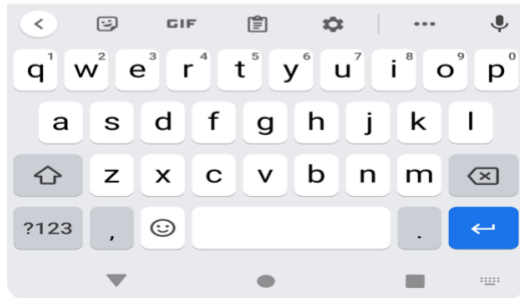 GIF
q1 w2 e3 r4 t5 y6 u7 i8 o9 p0
a s d f g h j k l
z x c v b n m
?123 , .